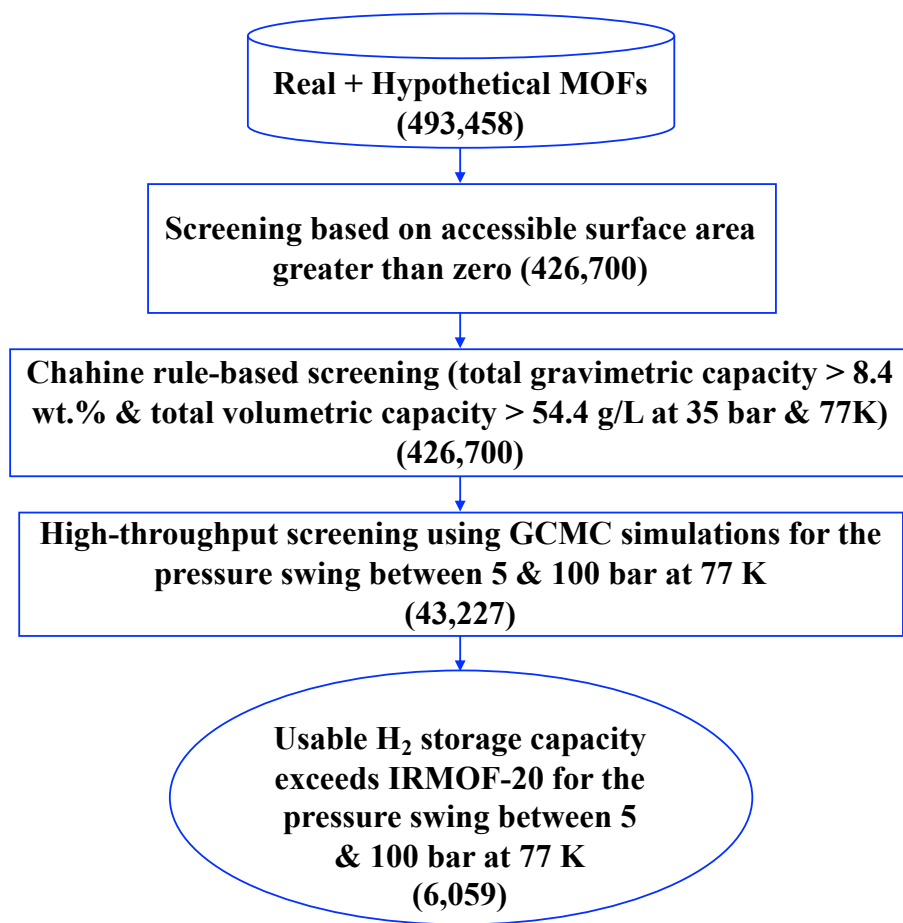 Real + Hypothetical MOFs
(493,458)
Screening based on accessible surface area
greater than zero (426,700)
Chahine rule-based screening (total gravimetric capacity > 8.4
wt.% & total volumetric capacity > 54.4 g/L at 35 bar & 77K)
(426,700)
High-throughput screening using GCMC simulations for the
pressure swing between 5 & 100 bar at 77 K
(43,227)
Usable H₂ storage capacity
exceeds IRMOF-20 for the
pressure swing between 5
& 100 bar at 77 K
(6,059)